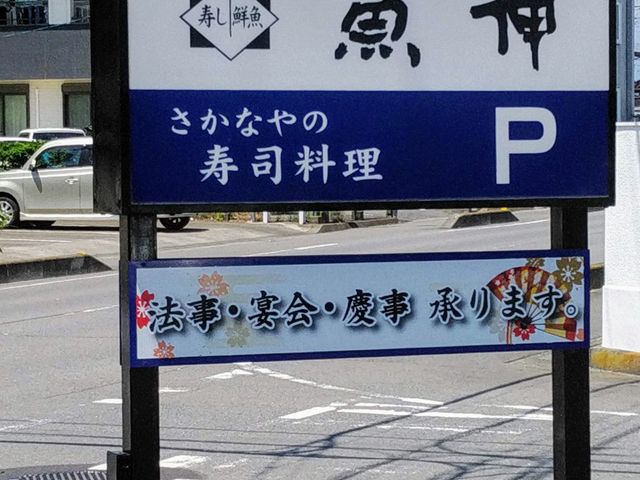 寿し鮮魚
魚伸
さかなやの
寿司料理
P
法事・宴会・慶事 承ります。